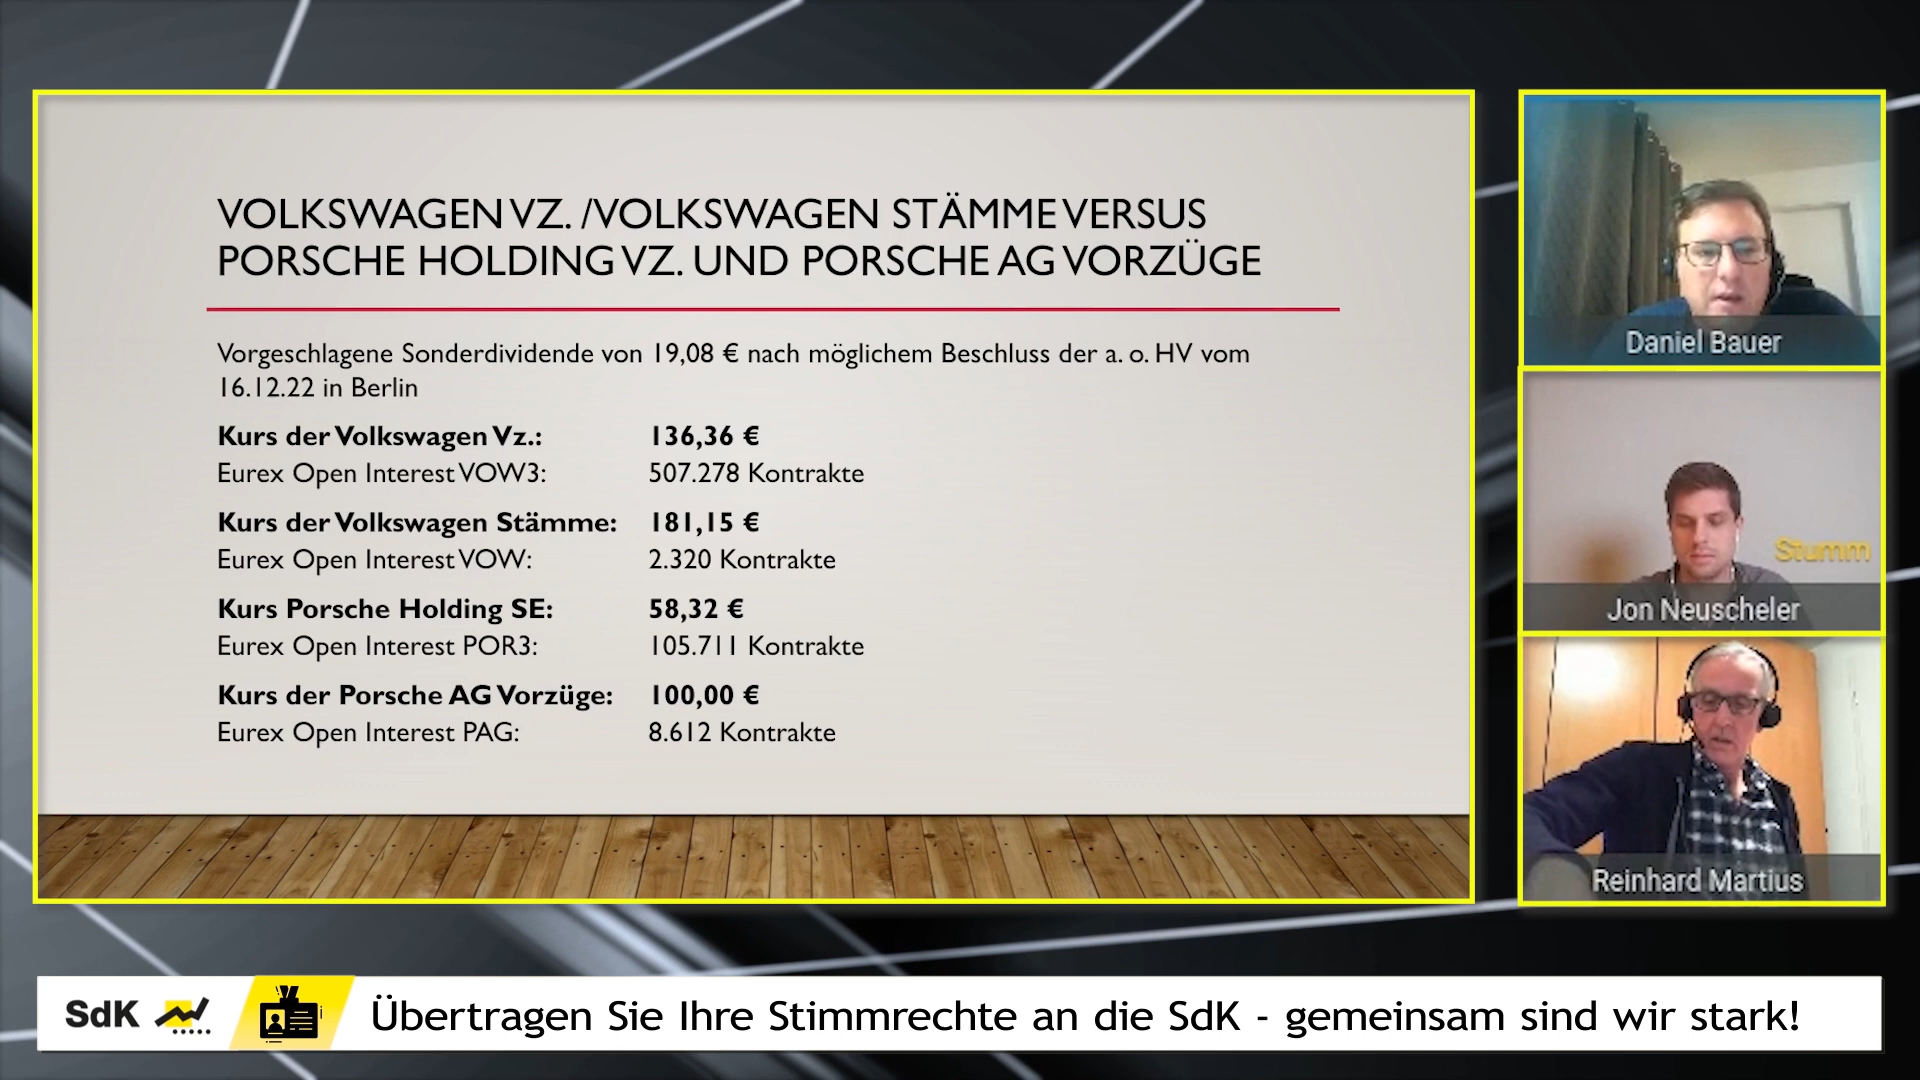 VOLKSWAGEN VZ. /VOLKSWAGEN STÄMME VERSUS
PORSCHE HOLDING VZ. UND PORSCHE AG VORZÜGE
Vorgeschlagene Sonderdividende von 19,08 € nach möglichem Beschluss der a. o. HV vom
16.12.22 in Berlin
Kurs der Volkswagen Vz.: 136,36 €
Eurex Open Interest VOW3: 507.278 Kontrakte
Kurs der Volkswagen Stämme: 181,15 €
Eurex Open Interest VOW: 2.320 Kontrakte
Kurs Porsche Holding SE: 58,32 €
Eurex Open Interest POR3: 105.711 Kontrakte
Kurs der Porsche AG Vorzüge: 100,00 €
Eurex Open Interest PAG: 8.612 Kontrakte
Daniel Bauer
Stumm
Jon Neuscheler
Reinhard Martius
SdK
Übertragen Sie Ihre Stimmrechte an die SdK - gemeinsam sind wir stark!